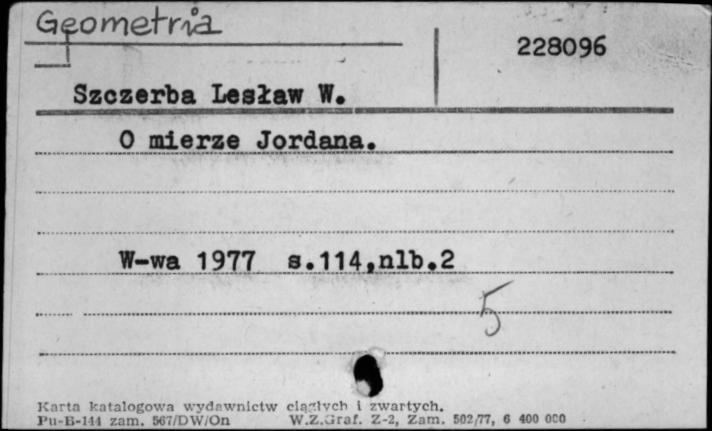 Geometria
228096
Szczerba Lesław W.
O mierze Jordana.
W-wa 1977 s.114,nlb.2
5
Karta katalogowa wydawnictw ciągłych i zwartych.
Pu-B-144 zam. 567/DW/On W.Z.Graf. Z-2, Zam. 502/77, 6 400 000